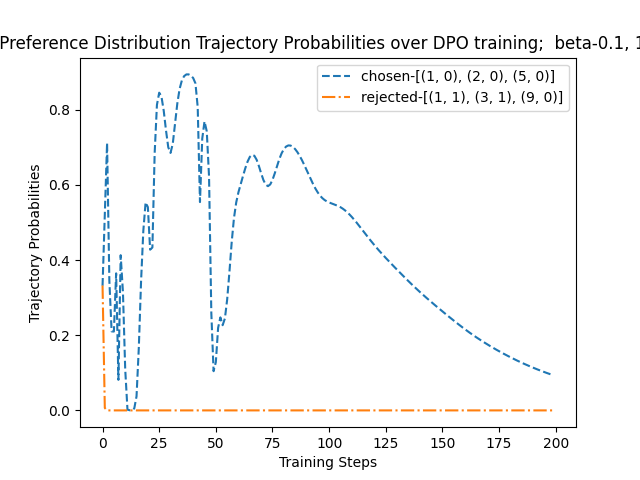 Preference Distribution Trajectory Probabilities over DPO training;  beta-0.1, 1
chosen-[(1, 0), (2, 0), (5, 0)]
rejected-[(1, 1), (3, 1), (9, 0)]
Trajectory Probabilities
0.8
0.6
0.4
0.2
0.0
0 25 50 75 100 125 150 175 200
Training Steps